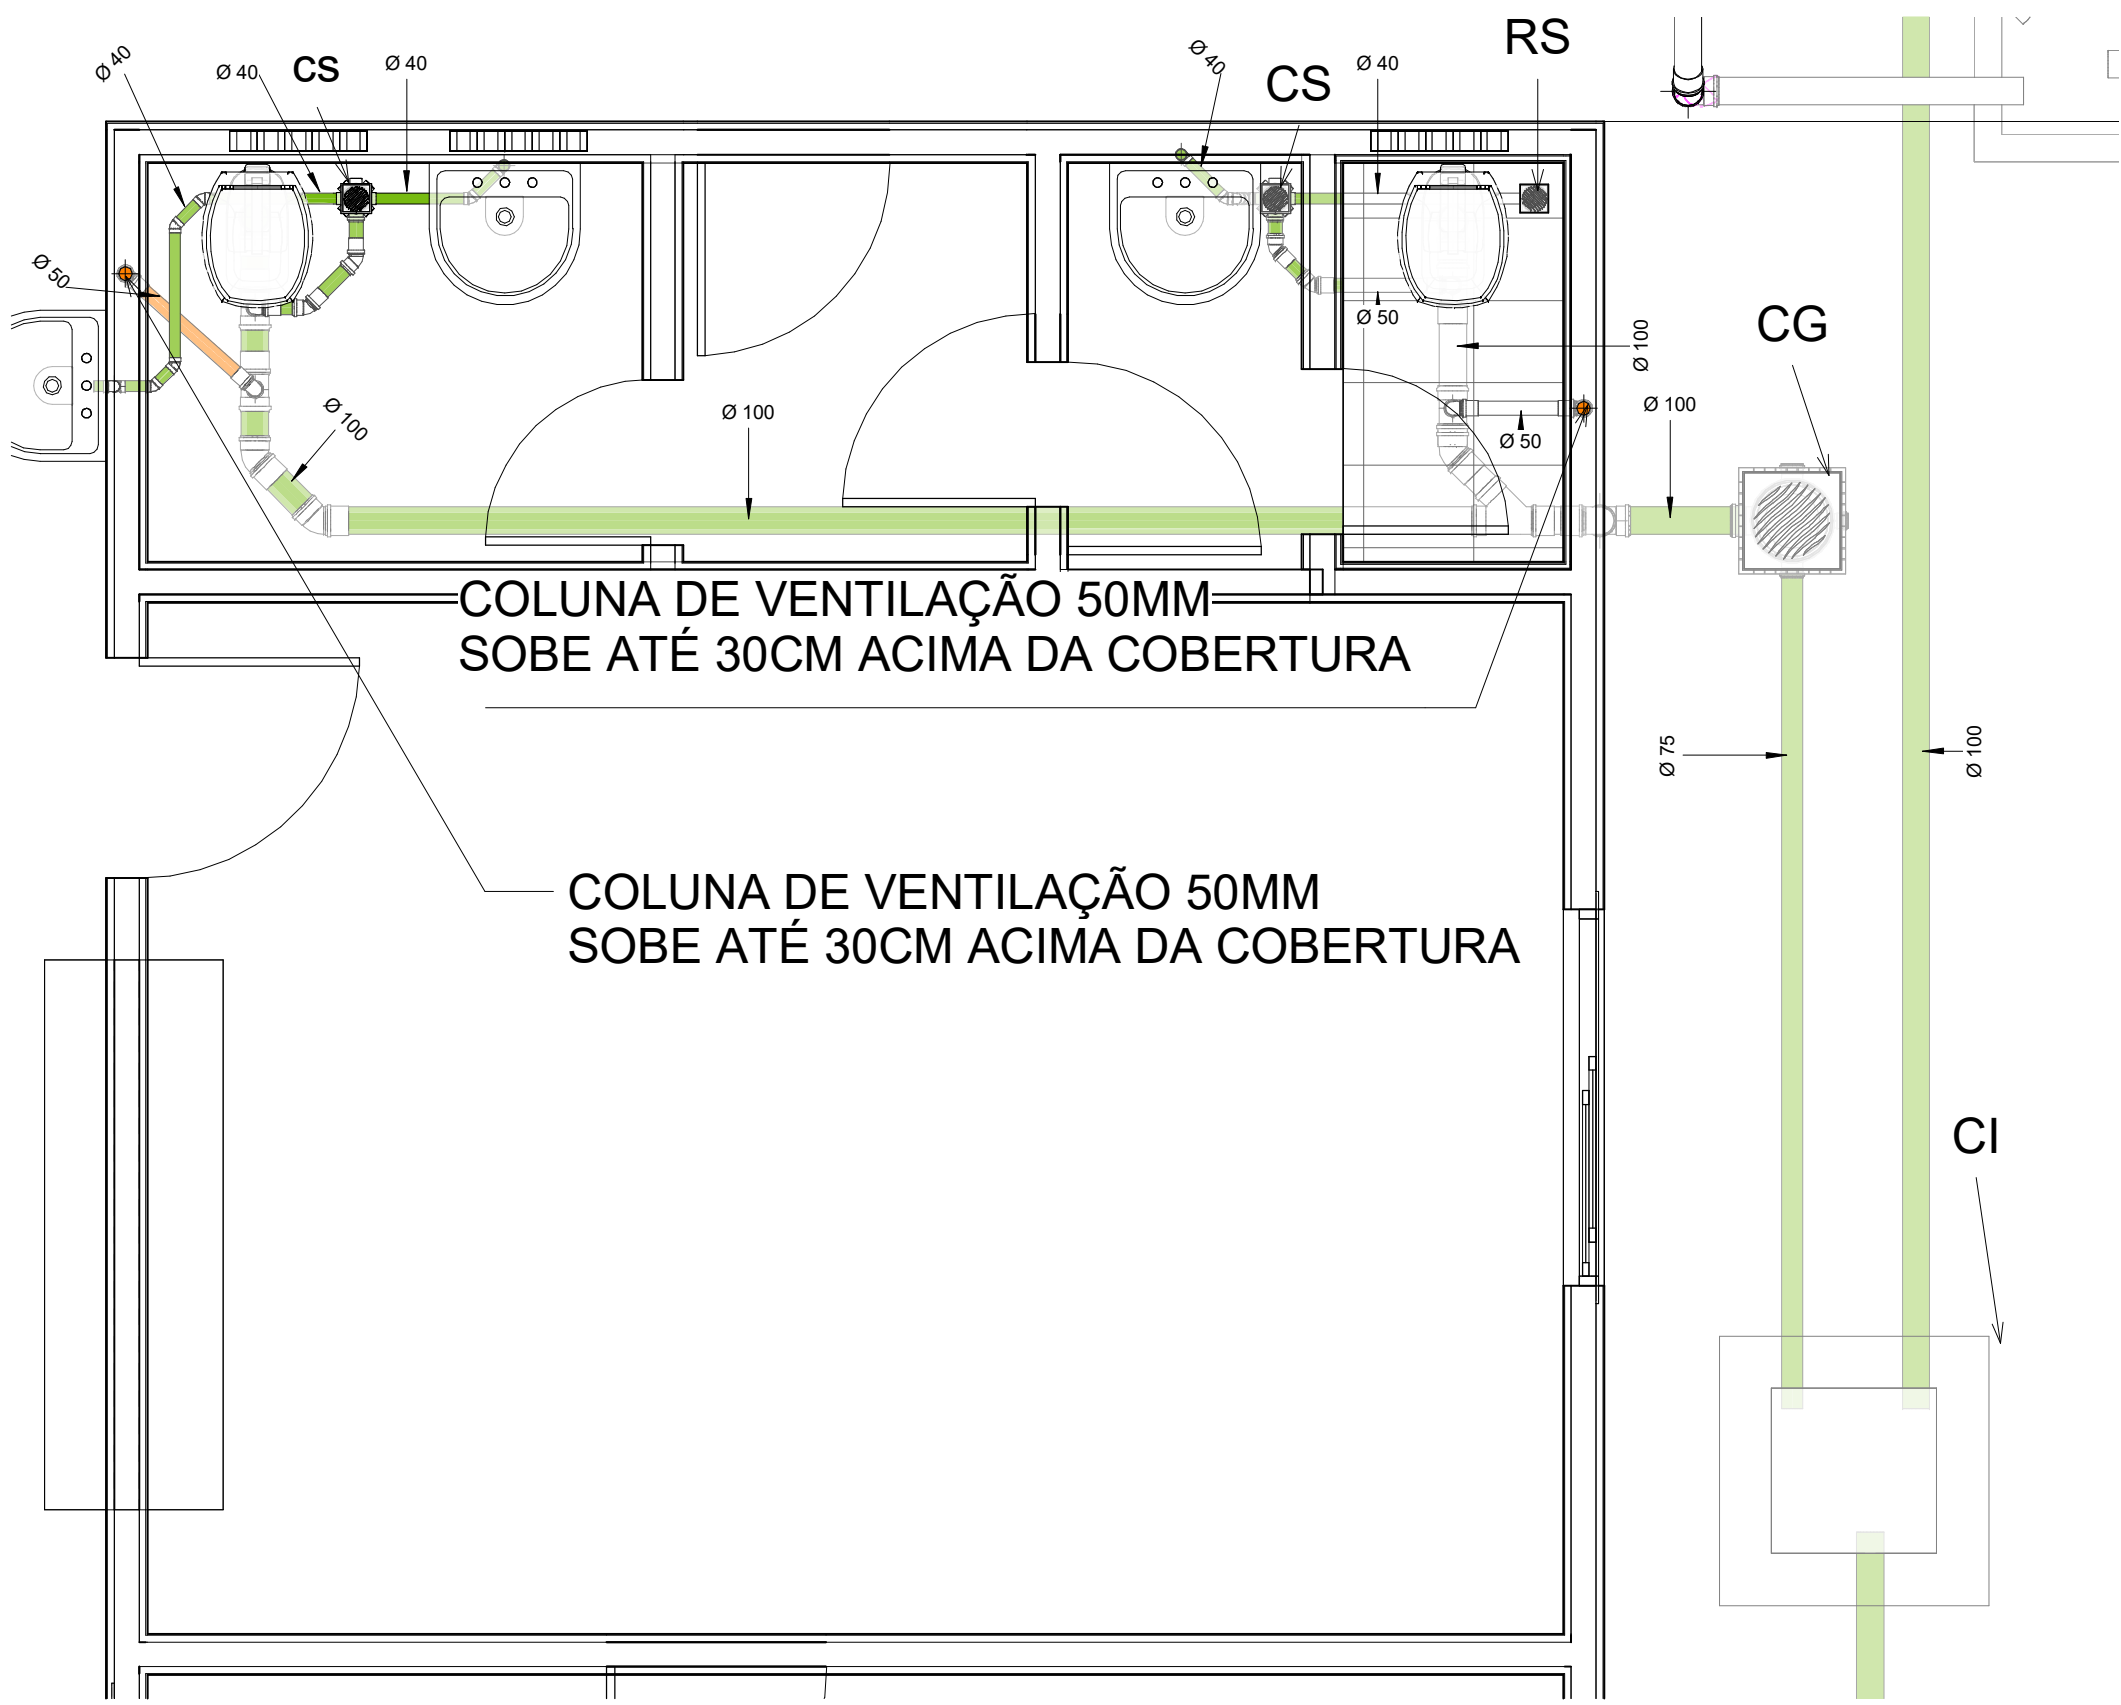 RS
Ø 40
Ø 40
CS
Ø 40
Ø 40
CS
Ø 40
Ø 50
Ø 50
Ø 100
CG
Ø 100
Ø 100
Ø 100
Ø 50
COLUNA DE VENTILAÇÃO 50MM
SOBE ATÉ 30CM ACIMA DA COBERTURA
Ø 75
Ø 100
COLUNA DE VENTILAÇÃO 50MM
SOBE ATÉ 30CM ACIMA DA COBERTURA
CI